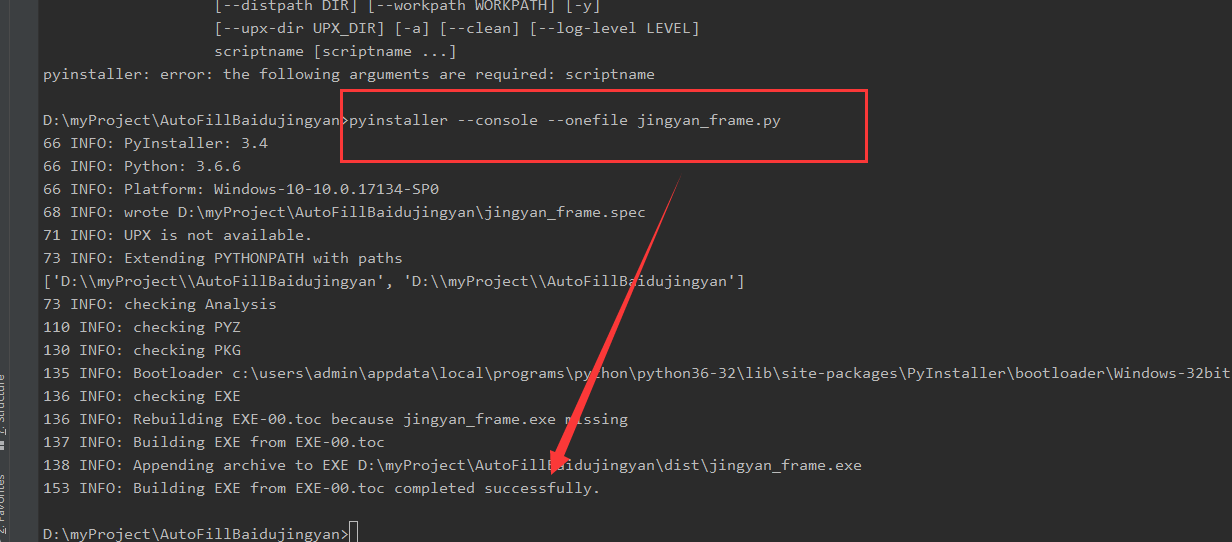 [--distpath DIR] [--workpath WORKPATH] [-y]
[--upx-dir UPX_DIR] [-a] [--clean] [--log-level LEVEL]
scriptname [scriptname ...]
pyinstaller: error: the following arguments are required: scriptname
D:\myProject\AutoFillBaidujingyan>pyinstaller --console --onefile jingyan_frame.py
66 INFO: PyInstaller: 3.4
66 INFO: Python: 3.6.6
66 INFO: Platform: Windows-10-10.0.17134-SP0
68 INFO: wrote D:\myProject\AutoFillBaidujingyan\jingyan_frame.spec
71 INFO: UPX is not available.
73 INFO: Extending PYTHONPATH with paths
['D:\\myProject\\AutoFillBaidujingyan', 'D:\\myProject\\AutoFillBaidujingyan']
73 INFO: checking Analysis
110 INFO: checking PYZ
130 INFO: checking PKG
135 INFO: Bootloader c:\users\admin\appdata\local\programs\python\python36-32\lib\site-packages\PyInstaller\bootloader\Windows-32bit
136 INFO: checking EXE
136 INFO: Rebuilding EXE-00.toc because jingyan_frame.exe missing
137 INFO: Building EXE from EXE-00.toc
138 INFO: Appending archive to EXE D:\myProject\AutoFillBaidujingyan\dist\jingyan_frame.exe
153 INFO: Building EXE from EXE-00.toc completed successfully.
D:\myProject\AutoFillBaidujingyan>